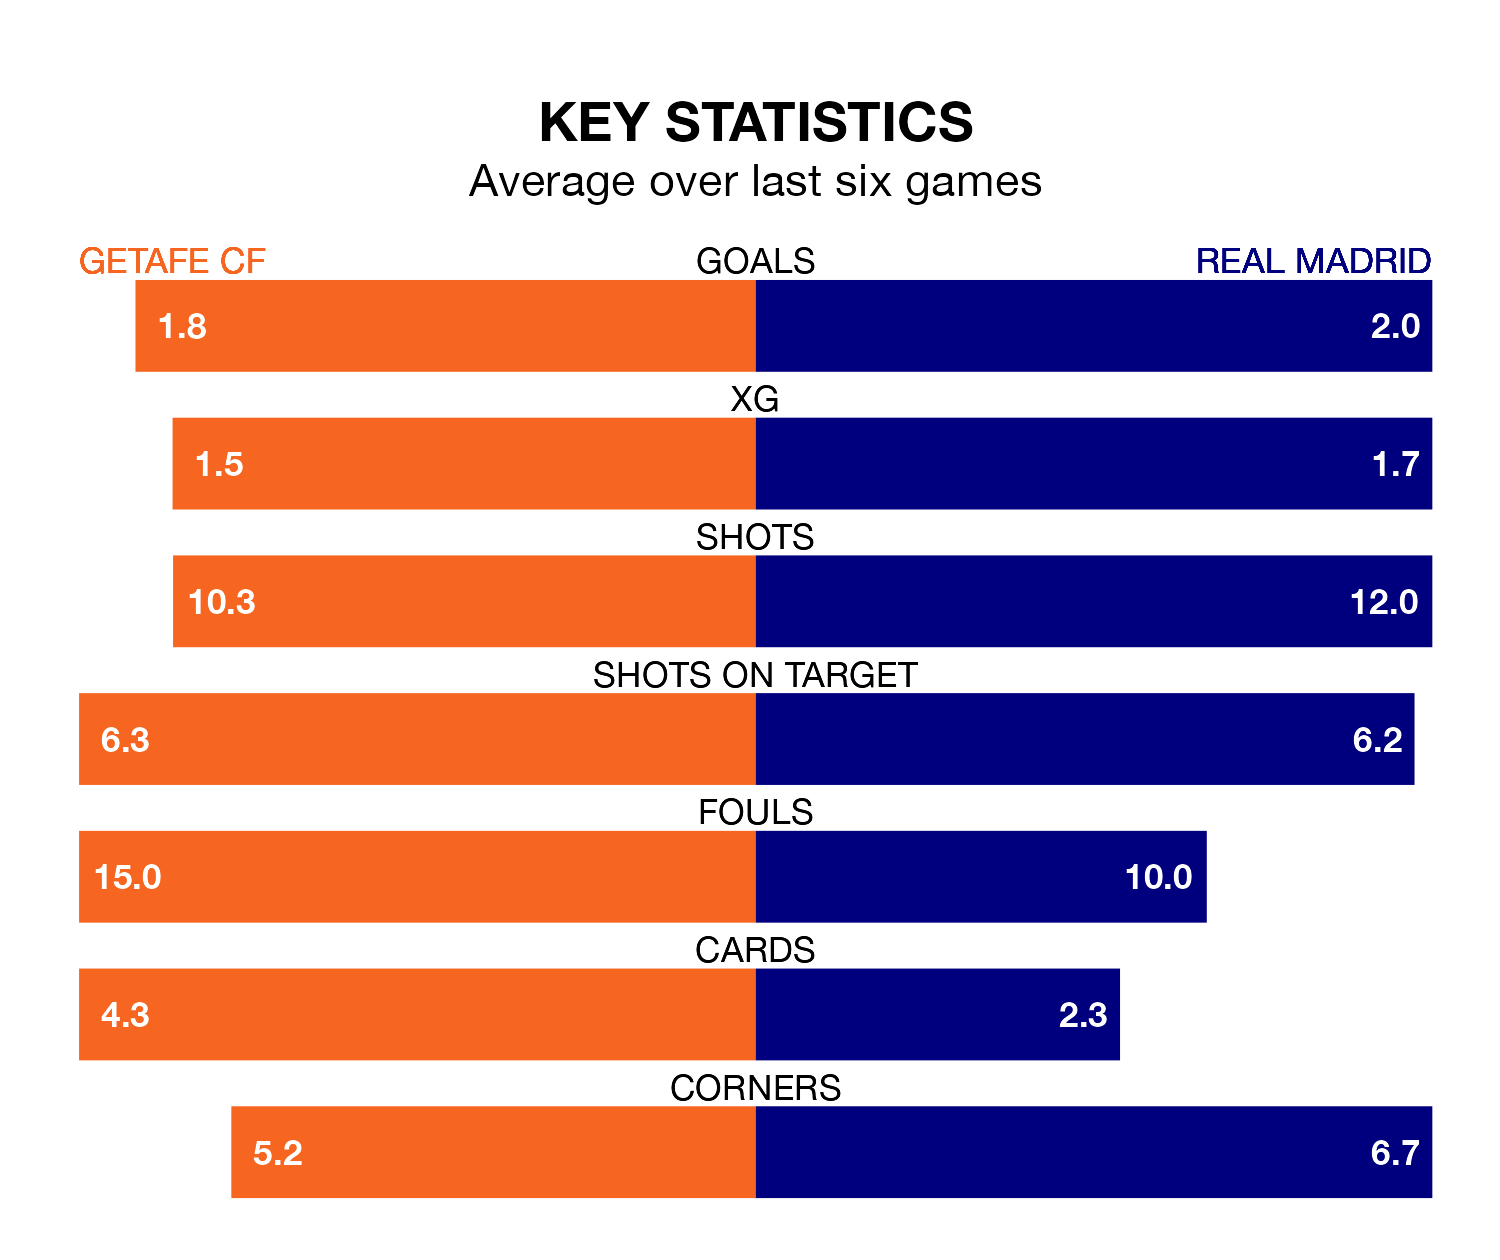 KEY STATISTICS
Average over last six games
GETAFE CF GOALS REAL MADRID
1.8 2.0
XG
1.5 1.7
SHOTS
10.3 12.0
SHOTS ON TARGET
6.3 6.2
FOULS
15.0 10.0
CARDS
4.3 2.3
CORNERS
5.2 6.7